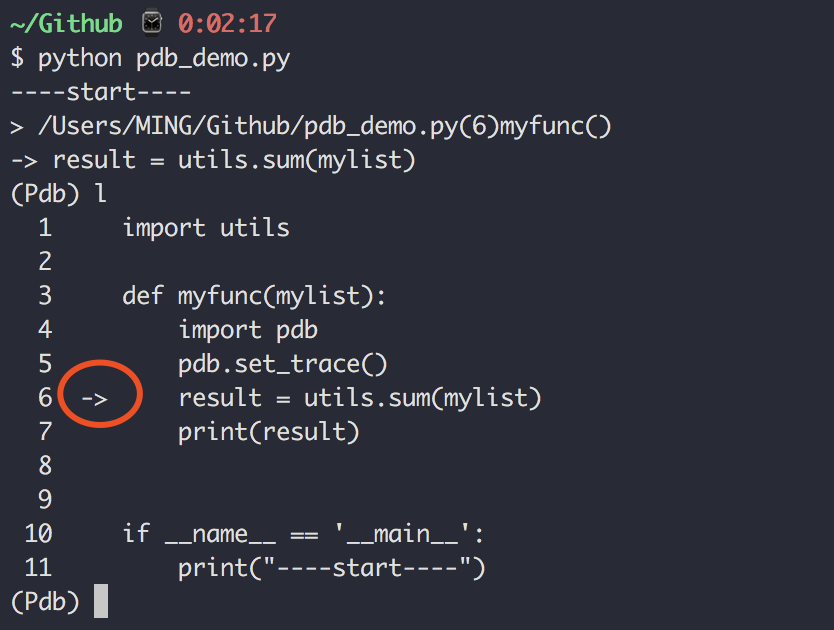 ~/Github ⌚ 0:02:17
$ python pdb_demo.py
----start----
> /Users/MING/Github/pdb_demo.py(6)myfunc()
-> result = utils.sum(mylist)
(Pdb) l
  1     import utils
  2
  3     def myfunc(mylist):
  4         import pdb
  5         pdb.set_trace()
  6  ->     result = utils.sum(mylist)
  7         print(result)
  8
  9
 10     if __name__ == '__main__':
 11         print("----start----")
(Pdb)